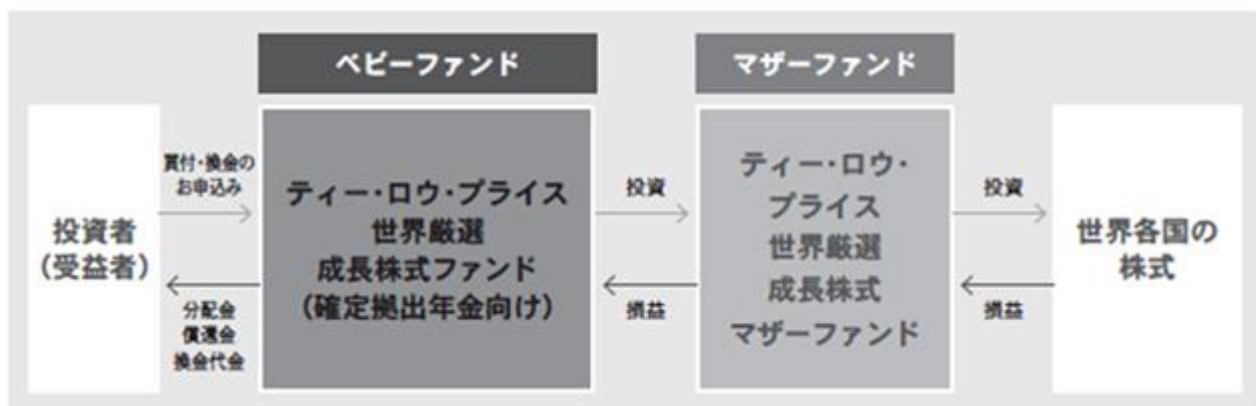 ベビーファンド
マザーファンド
投資者
(受益者)
買付・換金の
お申込み
分配金
償還金
換金代金
ティー・ロウ・プライス
世界厳選
成長株式ファンド
(確定拠出年金向け)
投資
損益
ティー・ロウ・
プライス
世界厳選
成長株式
マザーファンド
投資
損益
世界各国の
株式